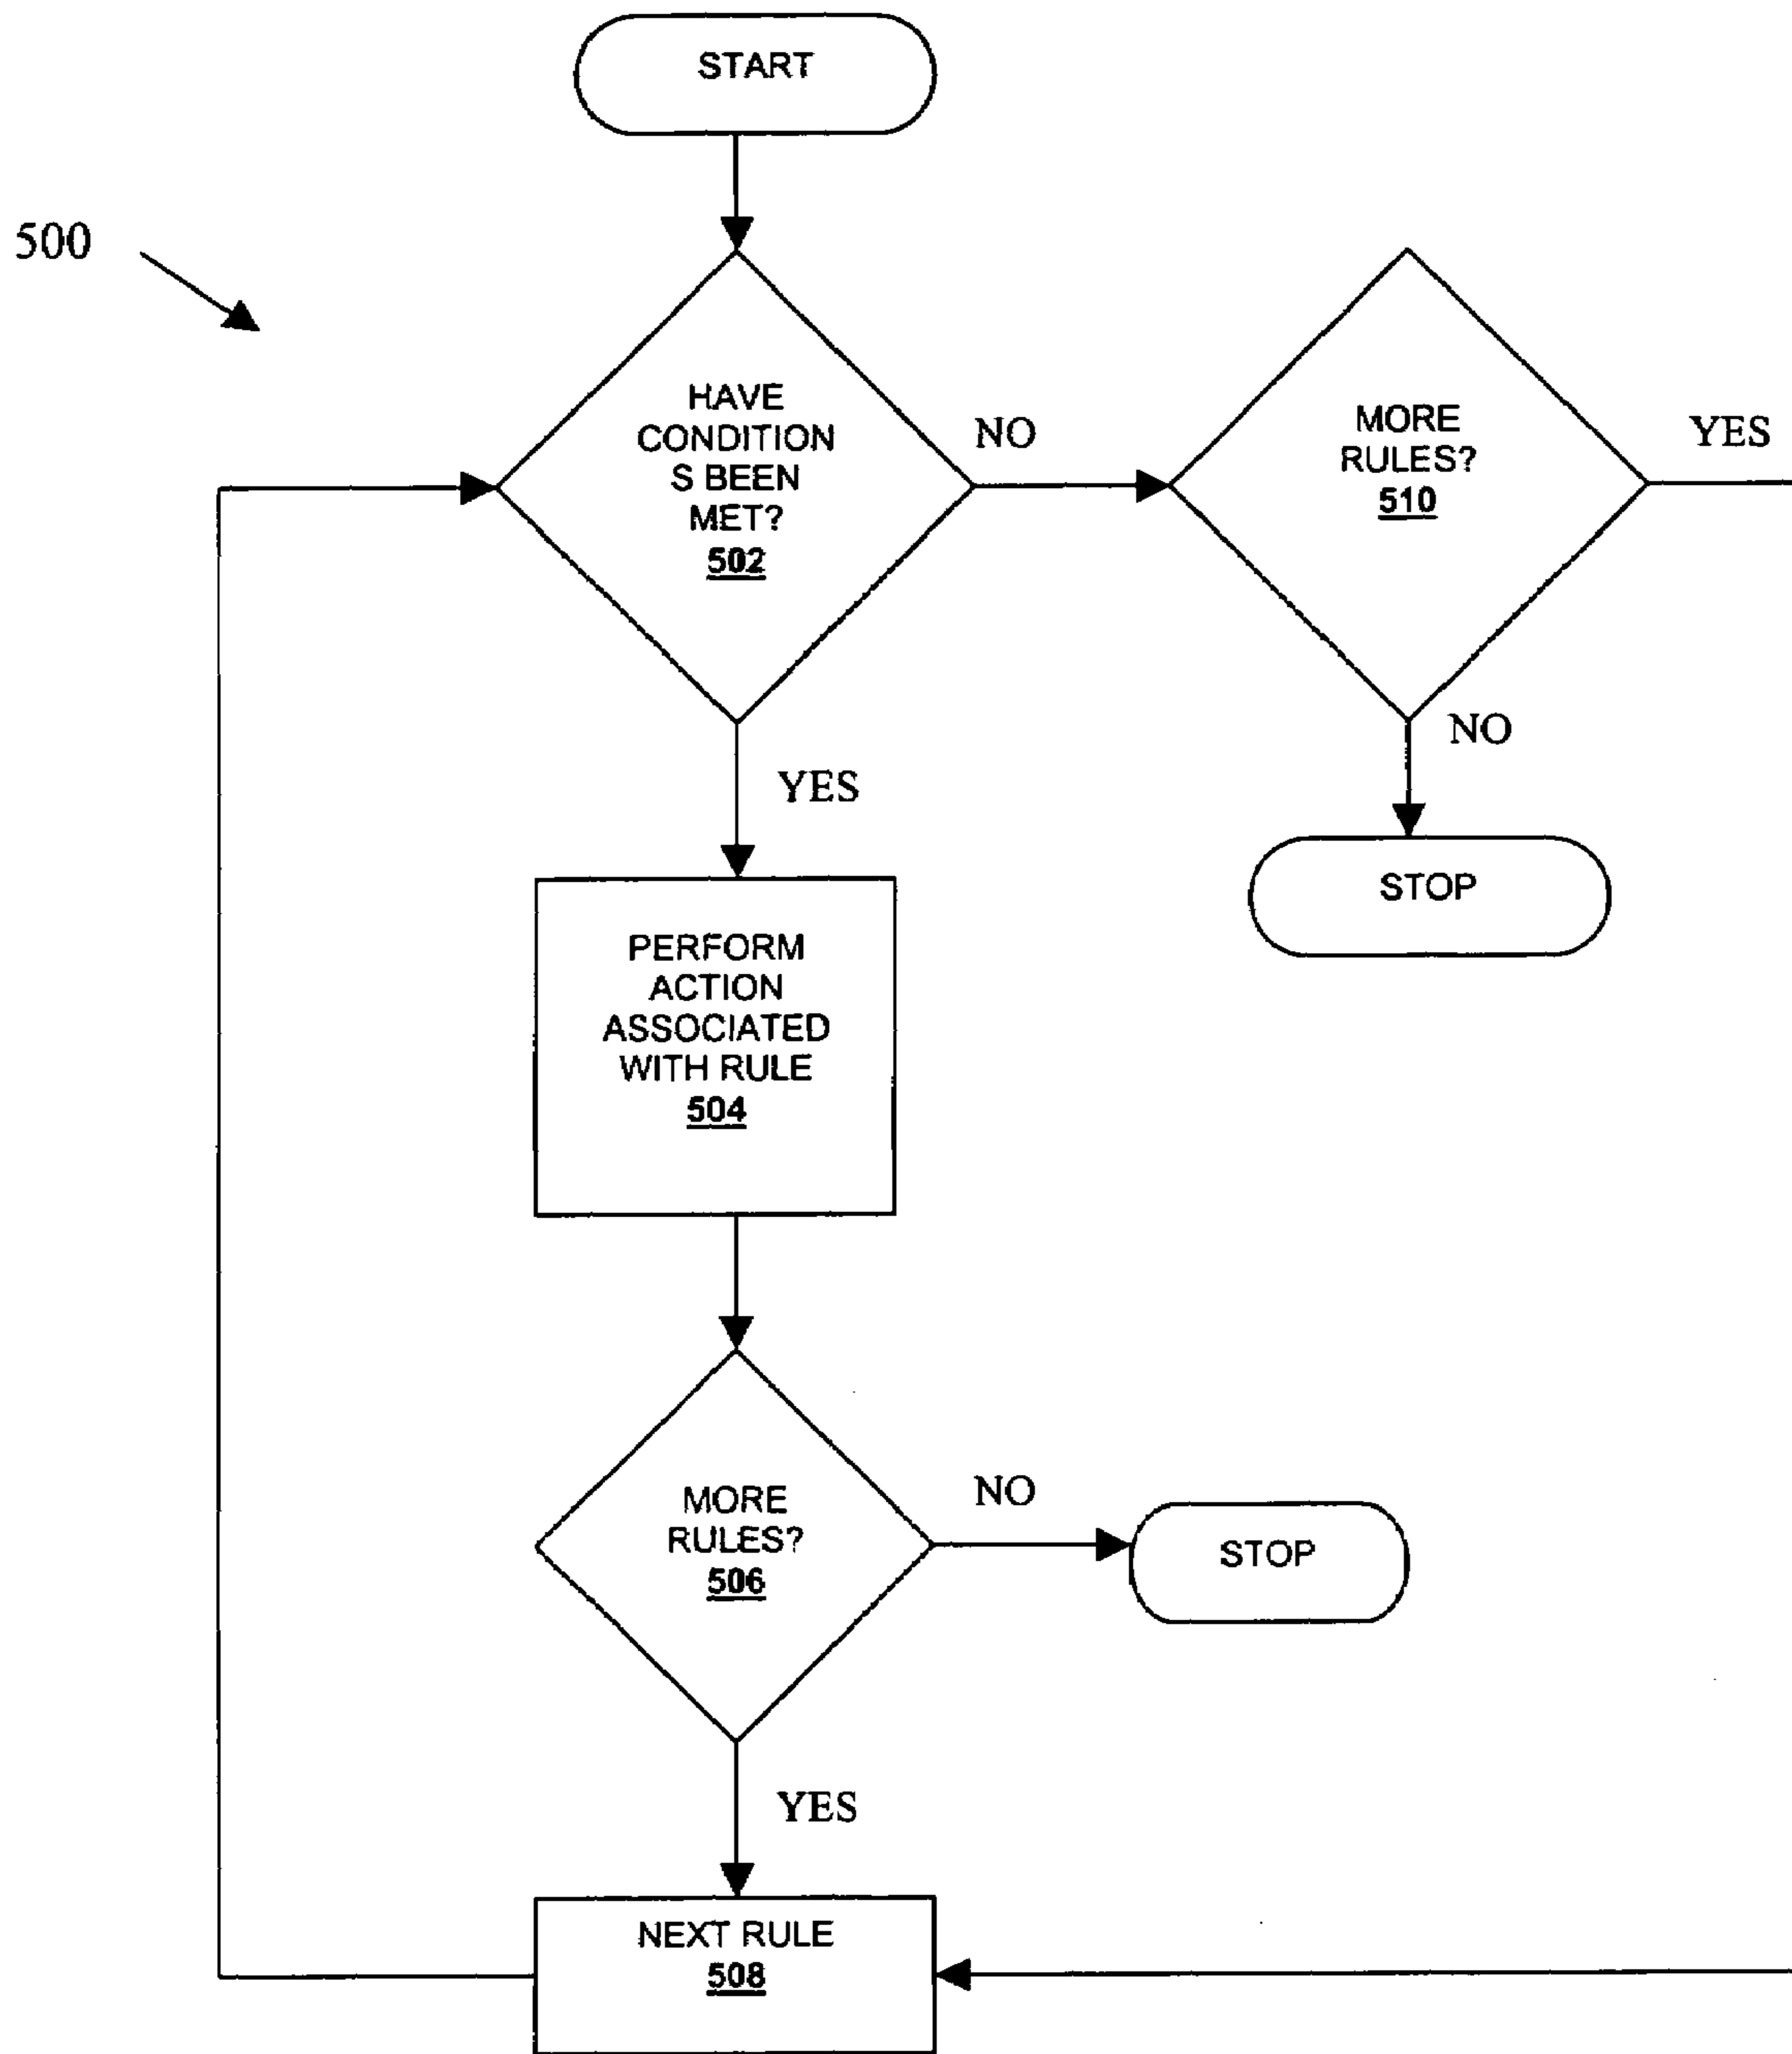 START
500
HAVE
CONDITION
S BEEN
MET?
502
NO
MORE
RULES?
510
YES
NO
YES
STOP
PERFORM
ACTION
ASSOCIATED
WITH RULE
504
MORE
RULES?
506
NO
STOP
YES
NEXT RULE
508